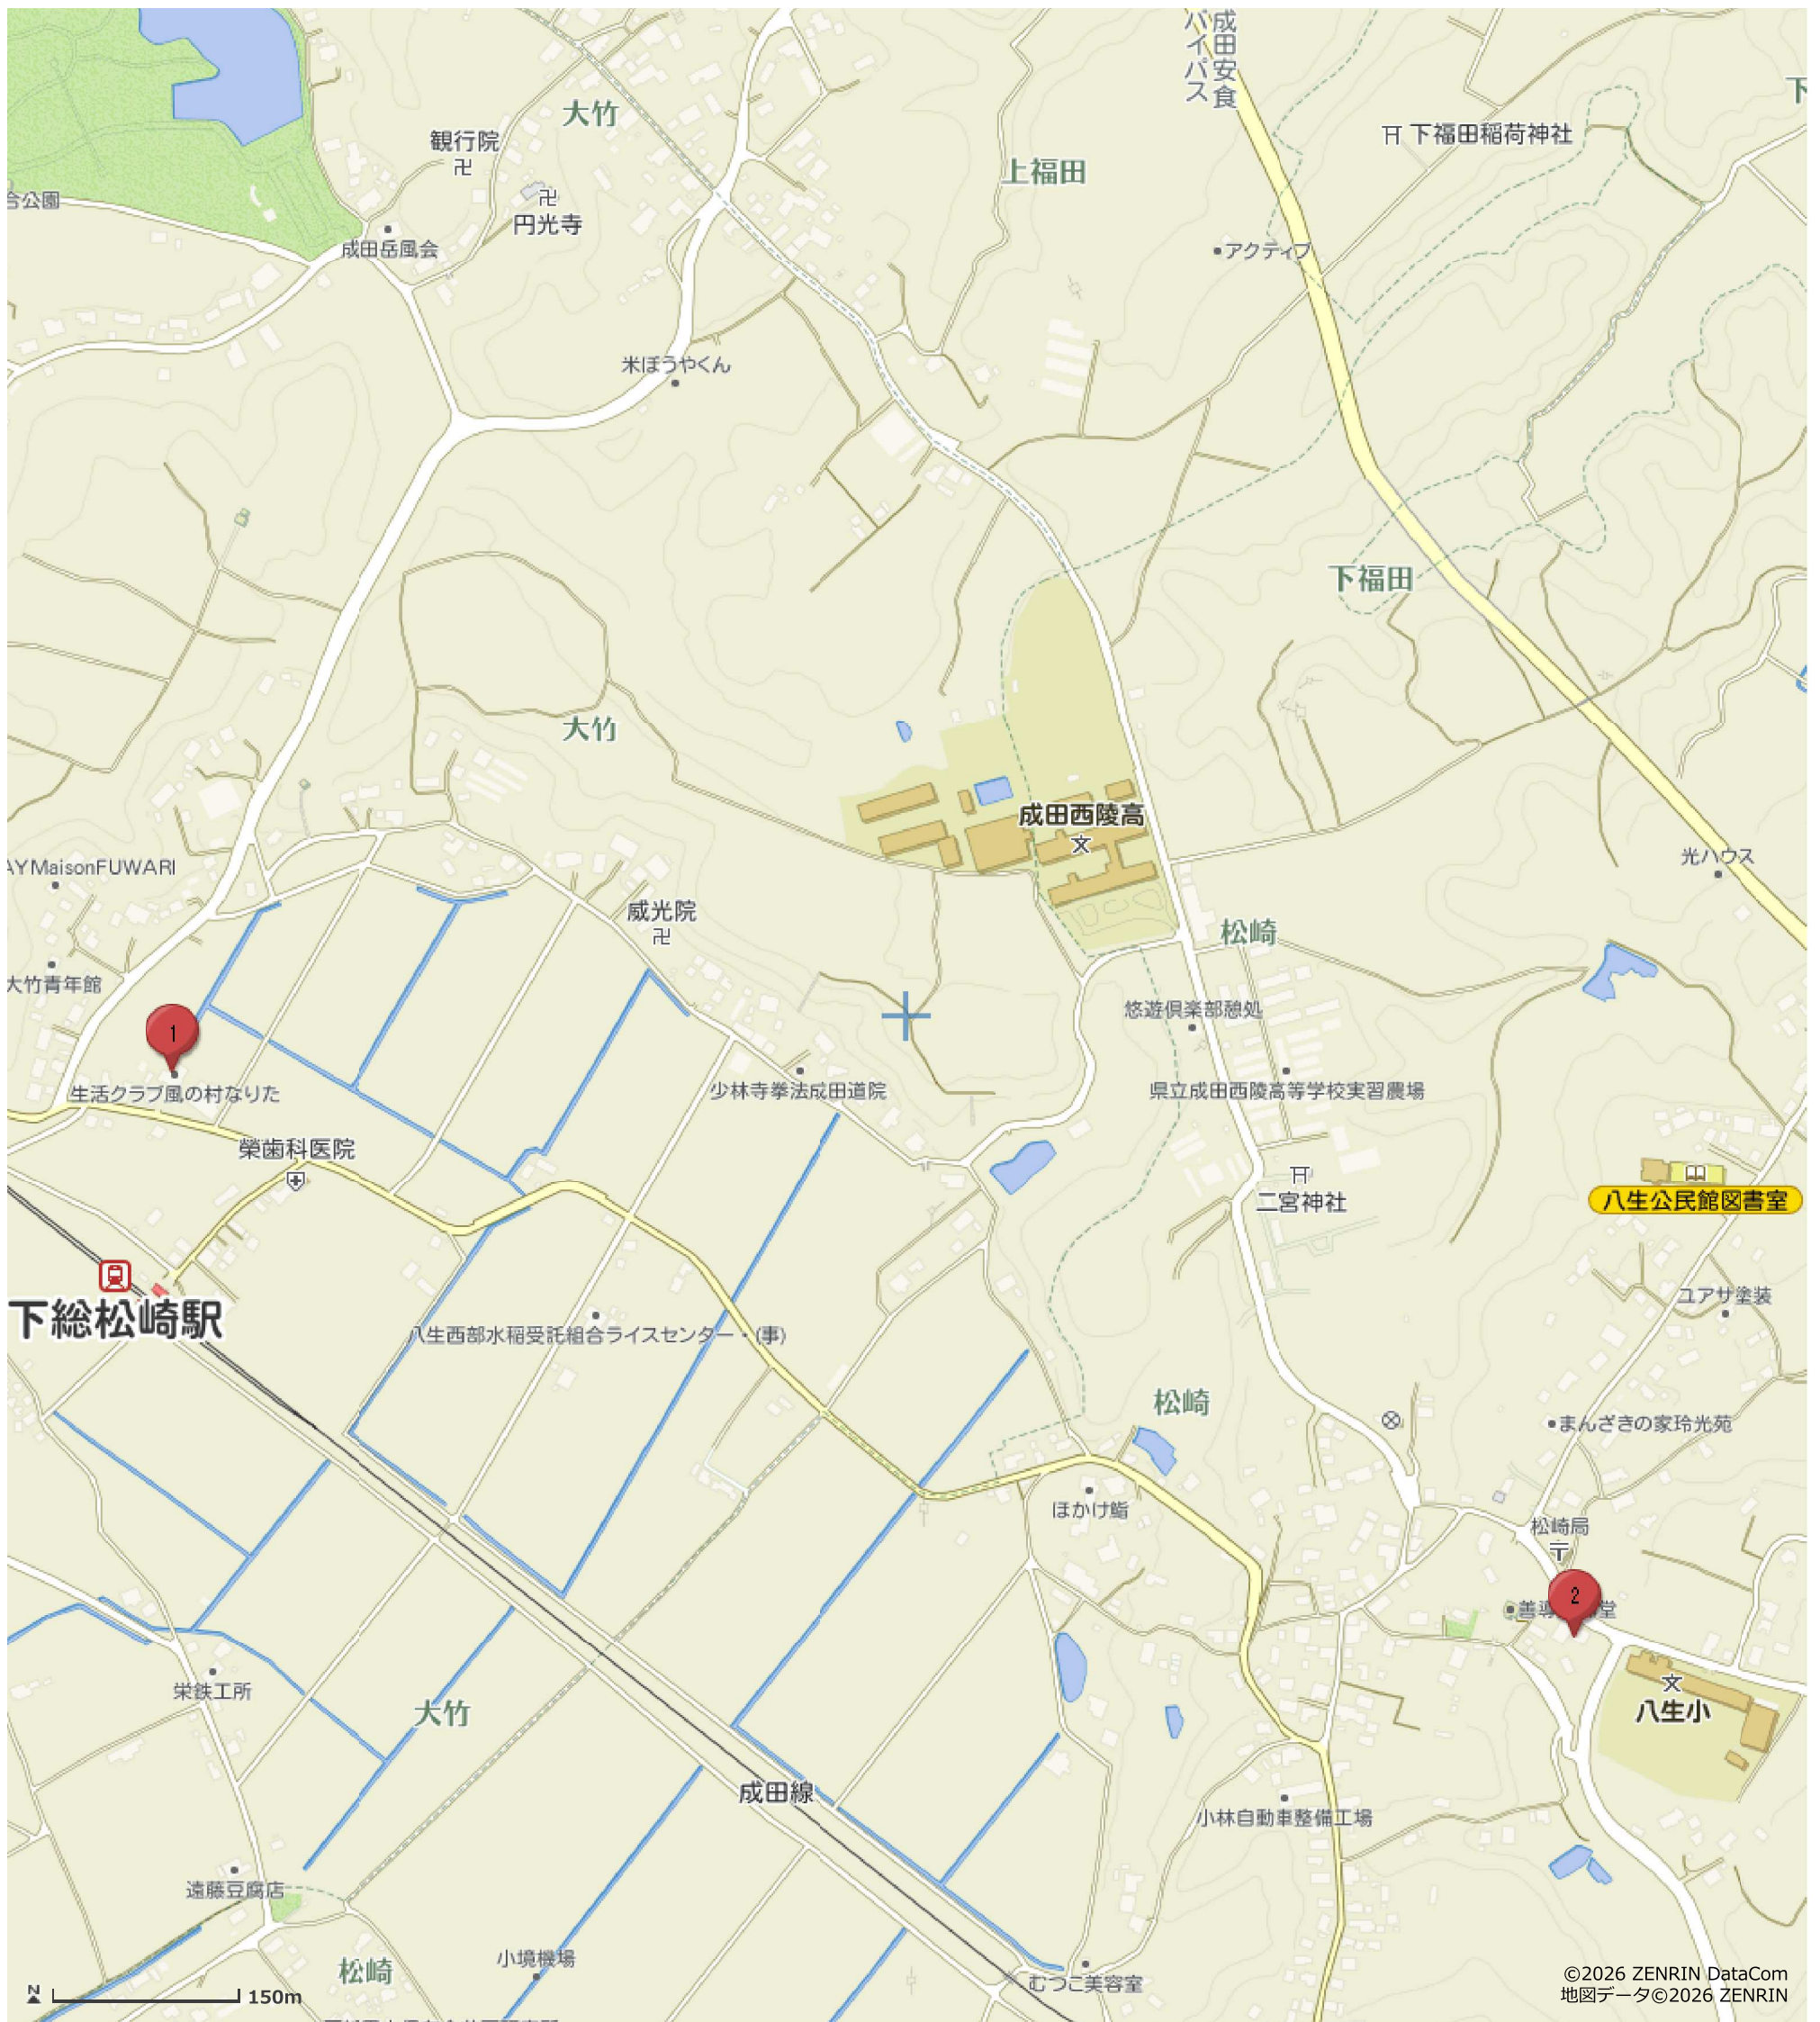 成田安食
バイパス
大竹
下福田稲荷神社
観行院
上福田
合公園
円光寺
成田岳風会
アクティブ
米ぼうやくん
下福田
大竹
成田西陵高
光ハウス
AYMaisonFUWARI
威光院
松崎
大竹青年館
悠遊倶楽部憩処
1
生活クラブ風の村なりた
少林寺拳法成田道院
県立成田西陵高等学校実習農場
榮歯科医院
二宮神社
八生公民館図書室
下総松崎駅
ユアサ塗装
八生西部水稲受託組合ライスセンター・(事)
松崎
まんざきの家玲光苑
ほかけ鮨
松崎局
2
栄鉄工所
大竹
八生小
成田線
小林自動車整備工場
遠藤豆腐店
松崎
小境機場
むつこ美容室
N
150m
©2026 ZENRIN DataCom
地図データ©2026 ZENRIN